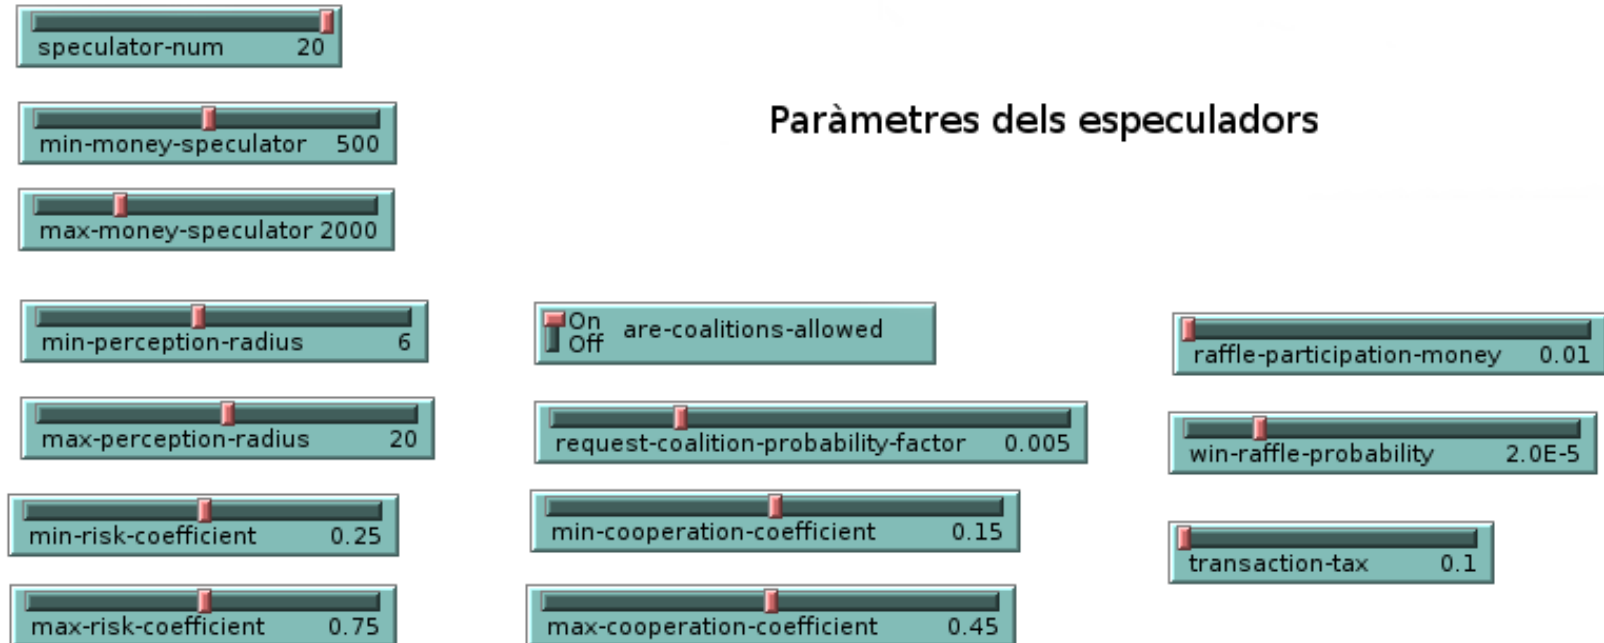 speculator-num 20
Paràmetres dels especuladors
min-money-speculator 500
max-money-speculator 2000
min-perception-radius 6
max-perception-radius 20
min-risk-coefficient 0.25
max-risk-coefficient 0.75
On
Off
are-coalitions-allowed
request-coalition-probability-factor 0.005
min-cooperation-coefficient 0.15
max-cooperation-coefficient 0.45
raffle-participation-money 0.01
win-raffle-probability 2.0E-5
transaction-tax 0.1